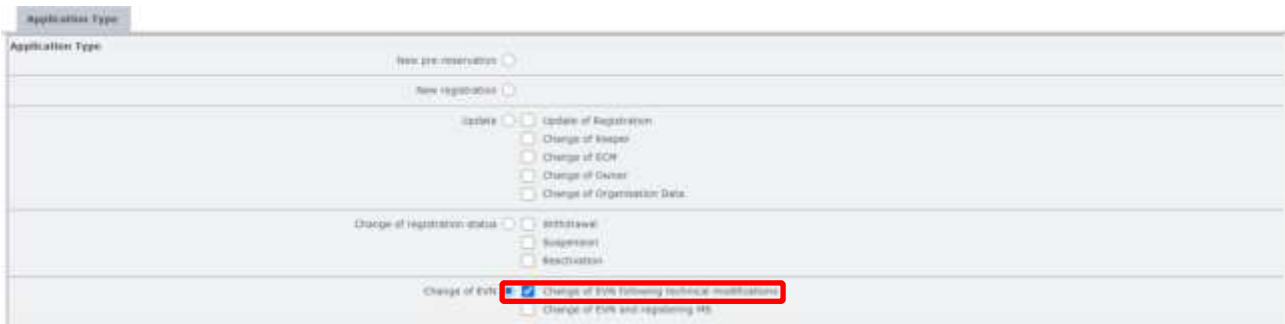 Application Type
Application Type
New pre-reservation
New registration
Update Update of Registration
Change of Keeper
Change of ECM
Change of Owner
Change of Organisation Data
Change of registration status Withdrawal
Suspension
Reactivation
Change of EVN Change of EVN following technical modifications
Change of EVN and registering MS